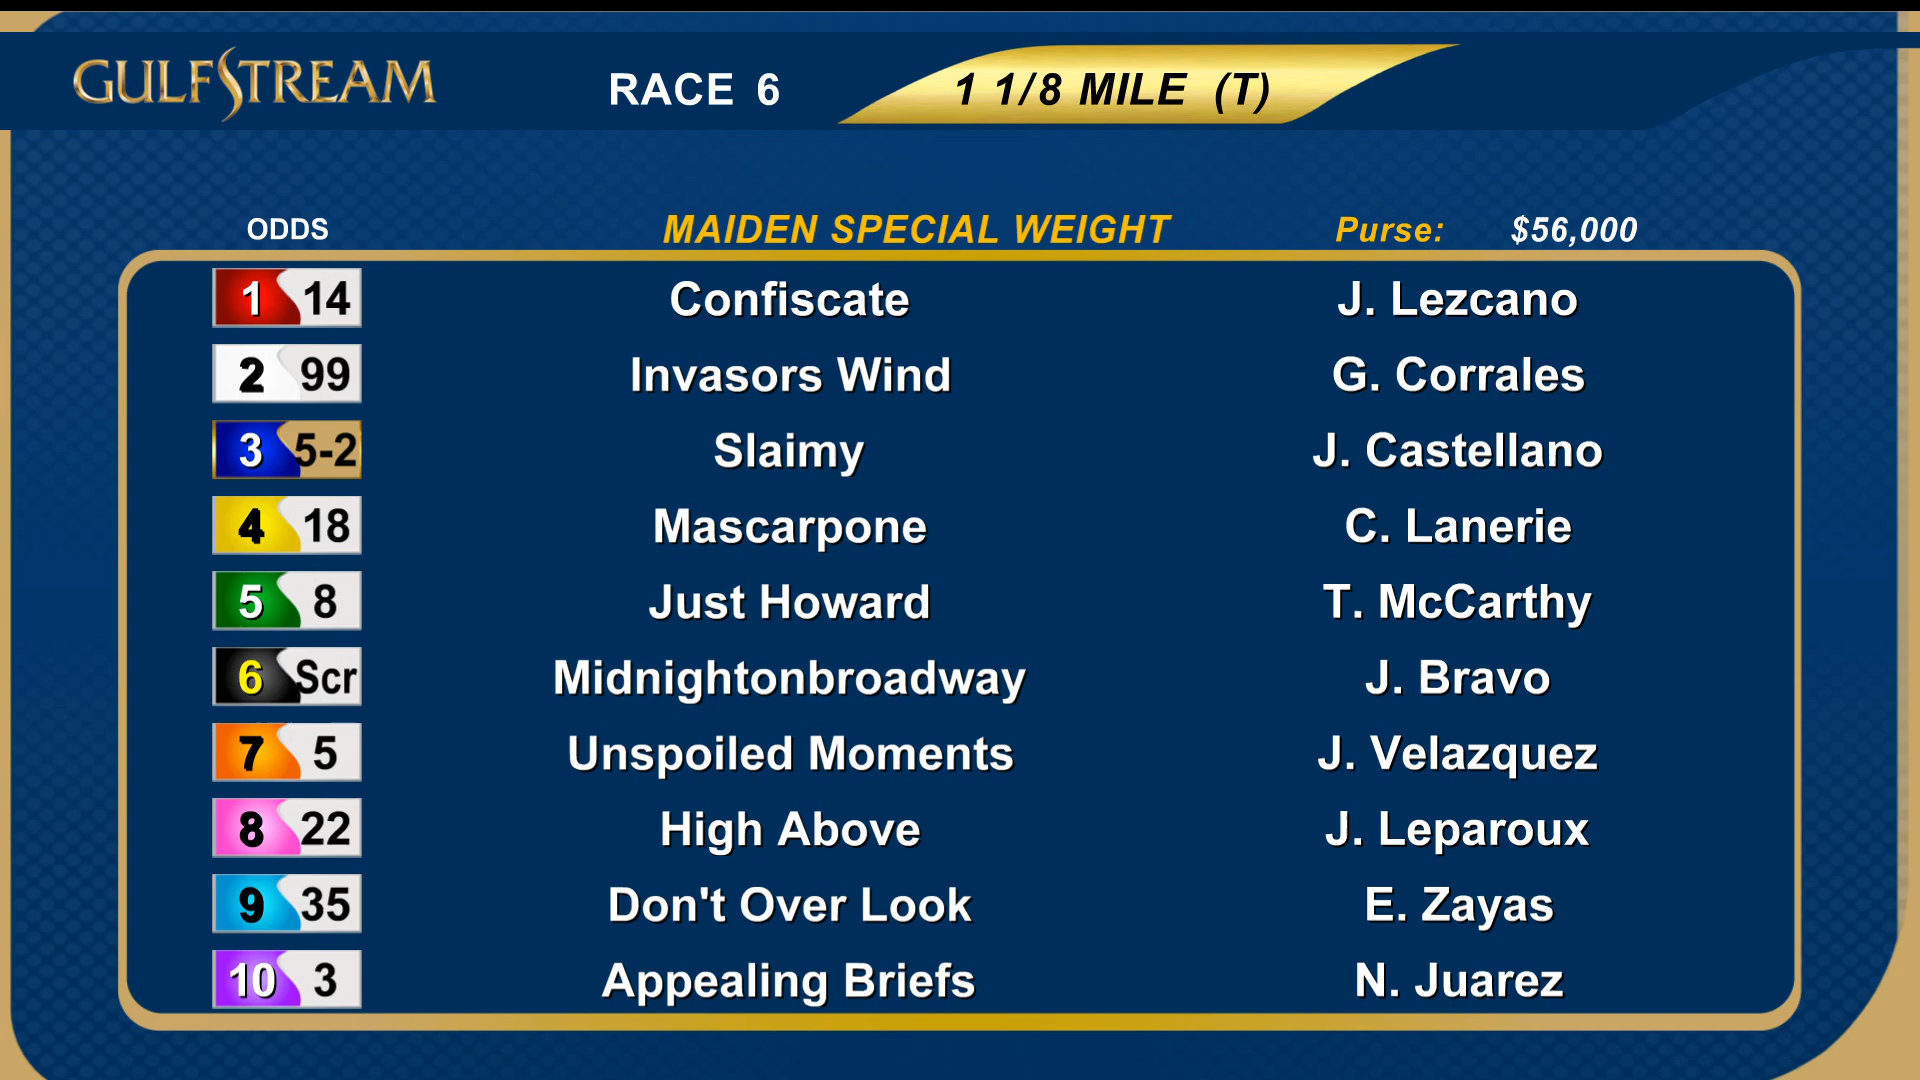 GULFSTREAM RACE 6 1 1/8 MILE (T)
ODDS MAIDEN SPECIAL WEIGHT Purse: $56,000
1 14 Confiscate J. Lezcano
2 99 Invasors Wind G. Corrales
3 5-2 Slaimy J. Castellano
4 18 Mascarpone C. Lanerie
5 8 Just Howard T. McCarthy
6 Scr Midnightonbroadway J. Bravo
7 5 Unspoiled Moments J. Velazquez
8 22 High Above J. Leparoux
9 35 Don't Over Look E. Zayas
10 3 Appealing Briefs N. Juarez